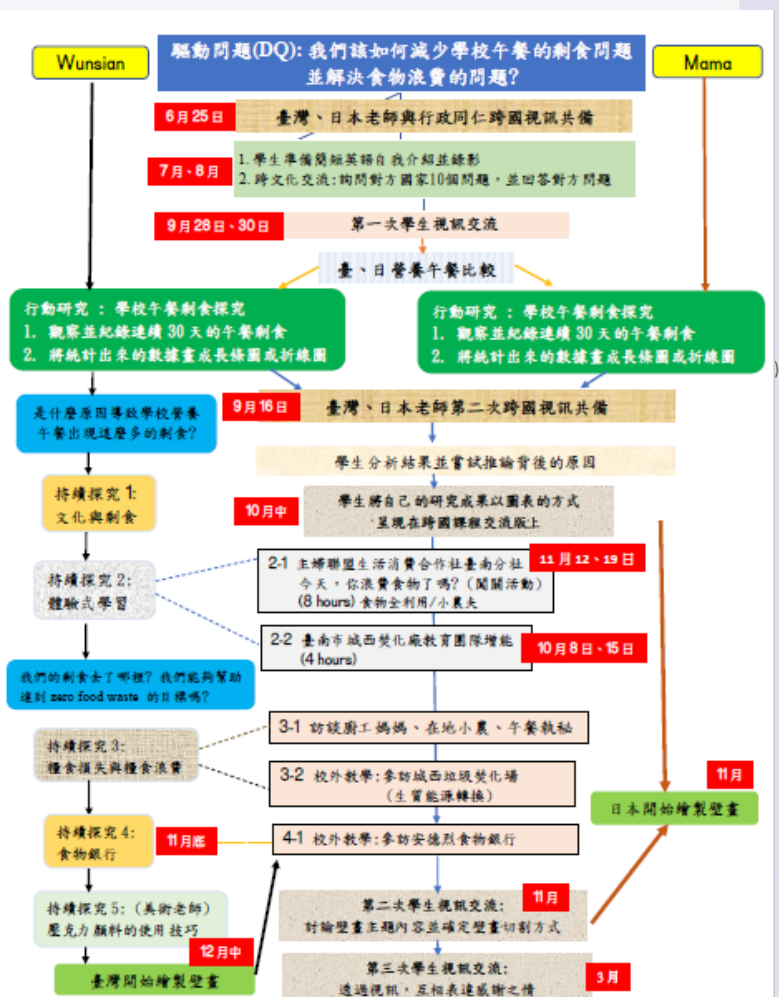 Wunsian
驅動問題(DQ): 我們該如何減少學校午餐的剩食問題
並解決食物浪費的問題?
Mama
6月25日
臺灣、日本老師與行政同仁跨國視訊共備
7月、8月
1. 學生準備簡短英語自我介紹並錄影
2. 跨文化交流: 詢問對方國家10個問題，並回答對方問題
9月28日、30日
第一次學生視訊交流
臺、日營養午餐比較
行動研究 : 學校午餐剩食探究
1. 觀察並紀錄連續 30 天的午餐剩食
2. 將統計出來的數據畫成長條圖或折線圖
行動研究 : 學校午餐剩食探究
1. 觀察並紀錄連續 30 天的午餐剩食
2. 將統計出來的數據畫成長條圖或折線圖
)
是什麼原因導致學校營養
午餐出現這麼多的剩食?
9月16日
臺灣、日本老師第二次跨國視訊共備
學生分析結果並嘗試推論背後的原因
持續探究 1:
文化與剩食
10月中
學生將自己的研究成果以圖表的方式
呈現在跨國課程交流版上
持續探究 2:
體驗式學習
2-1 主婦聯盟生活消費合作社臺南分社
今天，你浪費食物了嗎? (闖關活動)
(8 hours) 食物全利用/小農夫
11 月 12、19 日
2-2 臺南市城西焚化廠教育團隊增能
(4 hours)
10月8日、15日
我們的剩食去了哪裡? 我們能夠幫助
達到 zero food waste 的目標嗎?
持續探究 3:
糧食損失與糧食浪費
3-1 訪談廚工媽媽、在地小農、午餐執秘
3-2 校外教學: 參訪城西垃圾焚化場
(生質能源轉換)
11月
日本開始繪製壁畫
持續探究 4:
食物銀行
11月底
4-1 校外教學: 參訪安德烈食物銀行
持續探究 5: (美術老師)
壓克力顏料的使用技巧
11月
第二次學生視訊交流:
討論壁畫主題內容並確定壁畫切割方式
12月中
臺灣開始繪製壁畫
第三次學生視訊交流:
透過視訊，互相表達感謝之情
3月